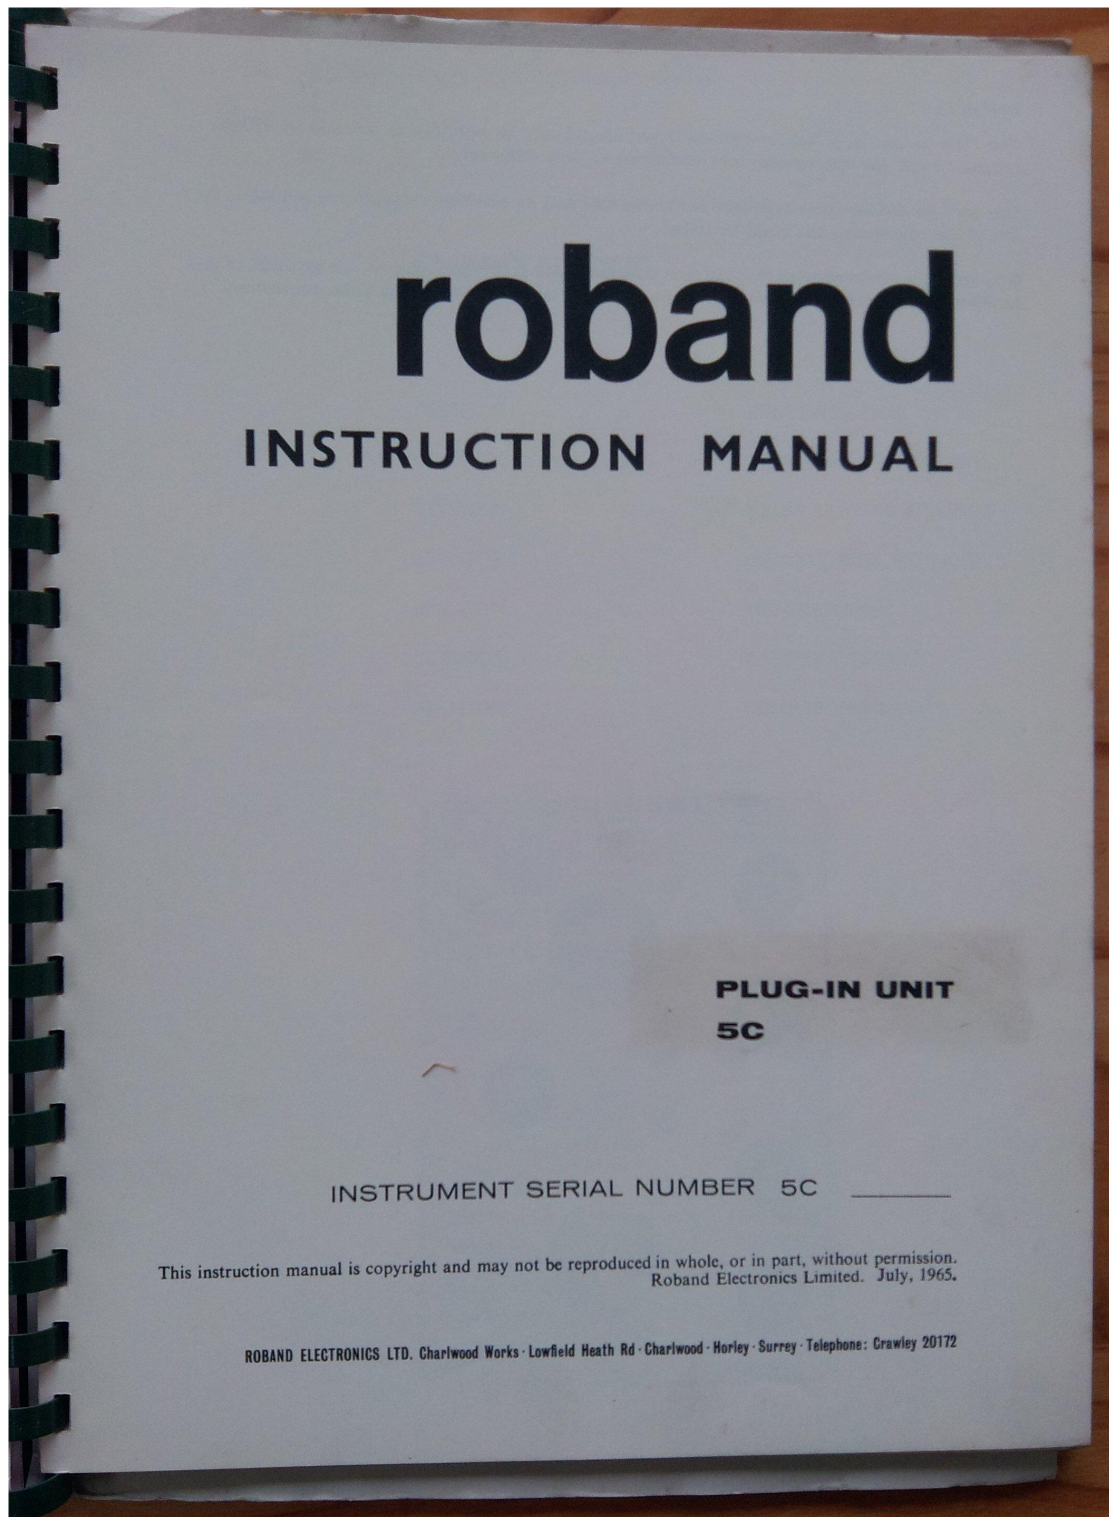 roband
INSTRUCTION MANUAL
PLUG-IN UNIT
5C
INSTRUMENT SERIAL NUMBER 5C ________
This instruction manual is copyright and may not be reproduced in whole, or in part, without permission.
Roband Electronics Limited. July, 1965.
ROBAND ELECTRONICS LTD. Charlwood Works · Lowfield Heath Rd · Charlwood · Horley · Surrey · Telephone: Crawley 20172